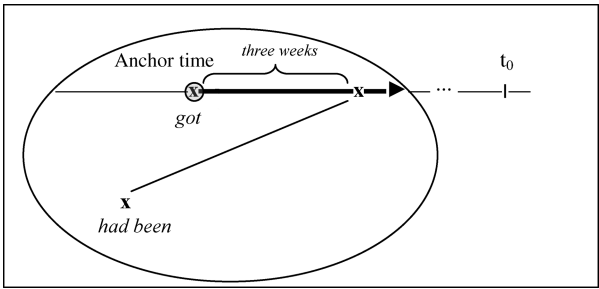 three weeks
Anchor time
t₀
x
x
...
got
x
had been